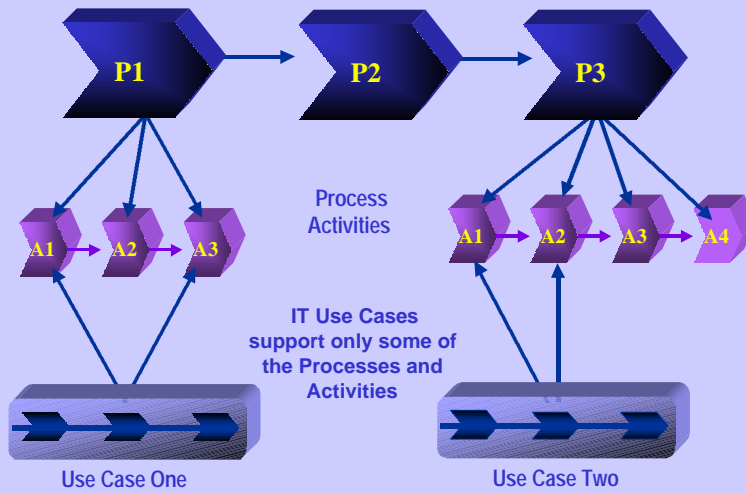 P1
P2
P3
Process
Activities
A1
A2
A3
A1
A2
A3
A4
IT Use Cases
support only some of
the Processes and
Activities
Use Case One
Use Case Two